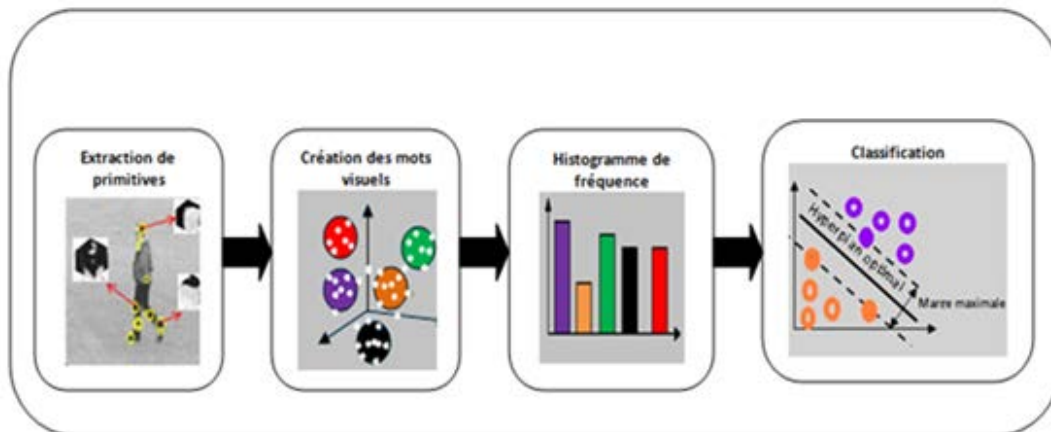 Extraction de
primitives
Création des mots
visuels
Histogramme de
fréquence
Classification
Hyperplan optimal
Marge maximale